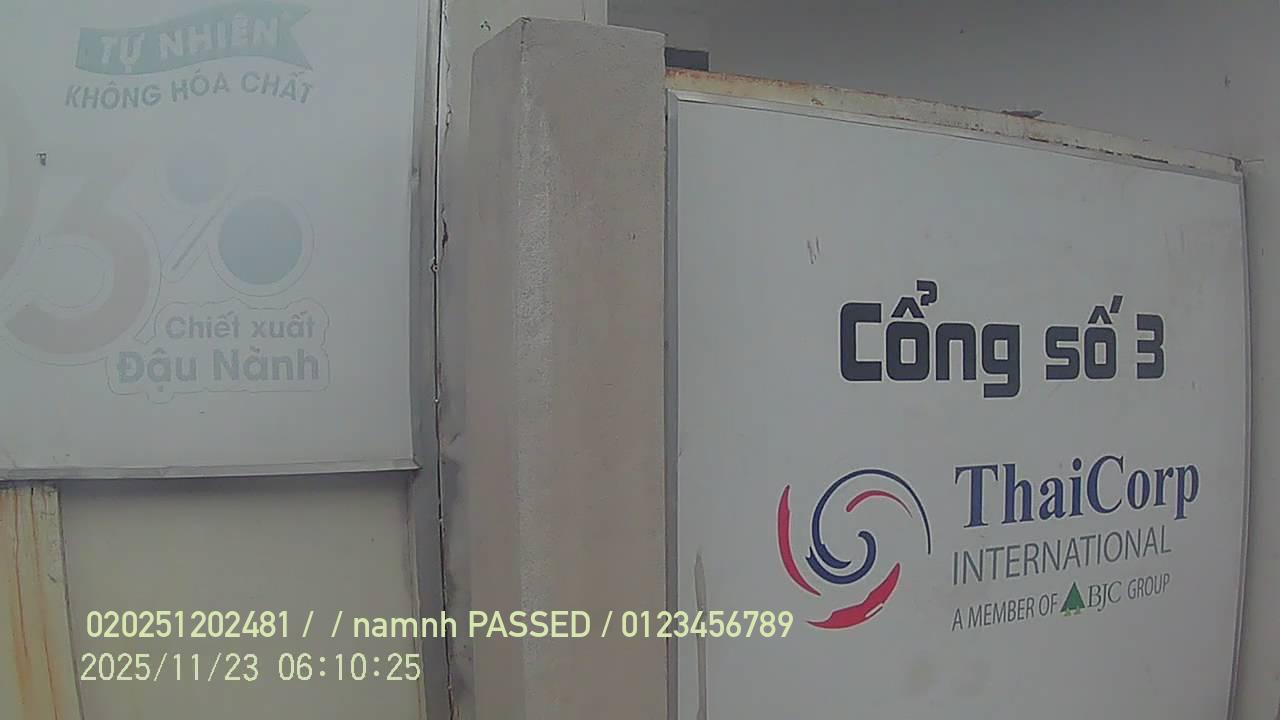 TỰ NHIÊN
KHÔNG HÓA CHẤT
3%
Chiết xuất
Đậu Nành
Cổng số 3
ThaiCorp
INTERNATIONAL
A MEMBER OF BJC GROUP
020251202481 / / namnh PASSED / 0123456789
2025/11/23 06:10:25